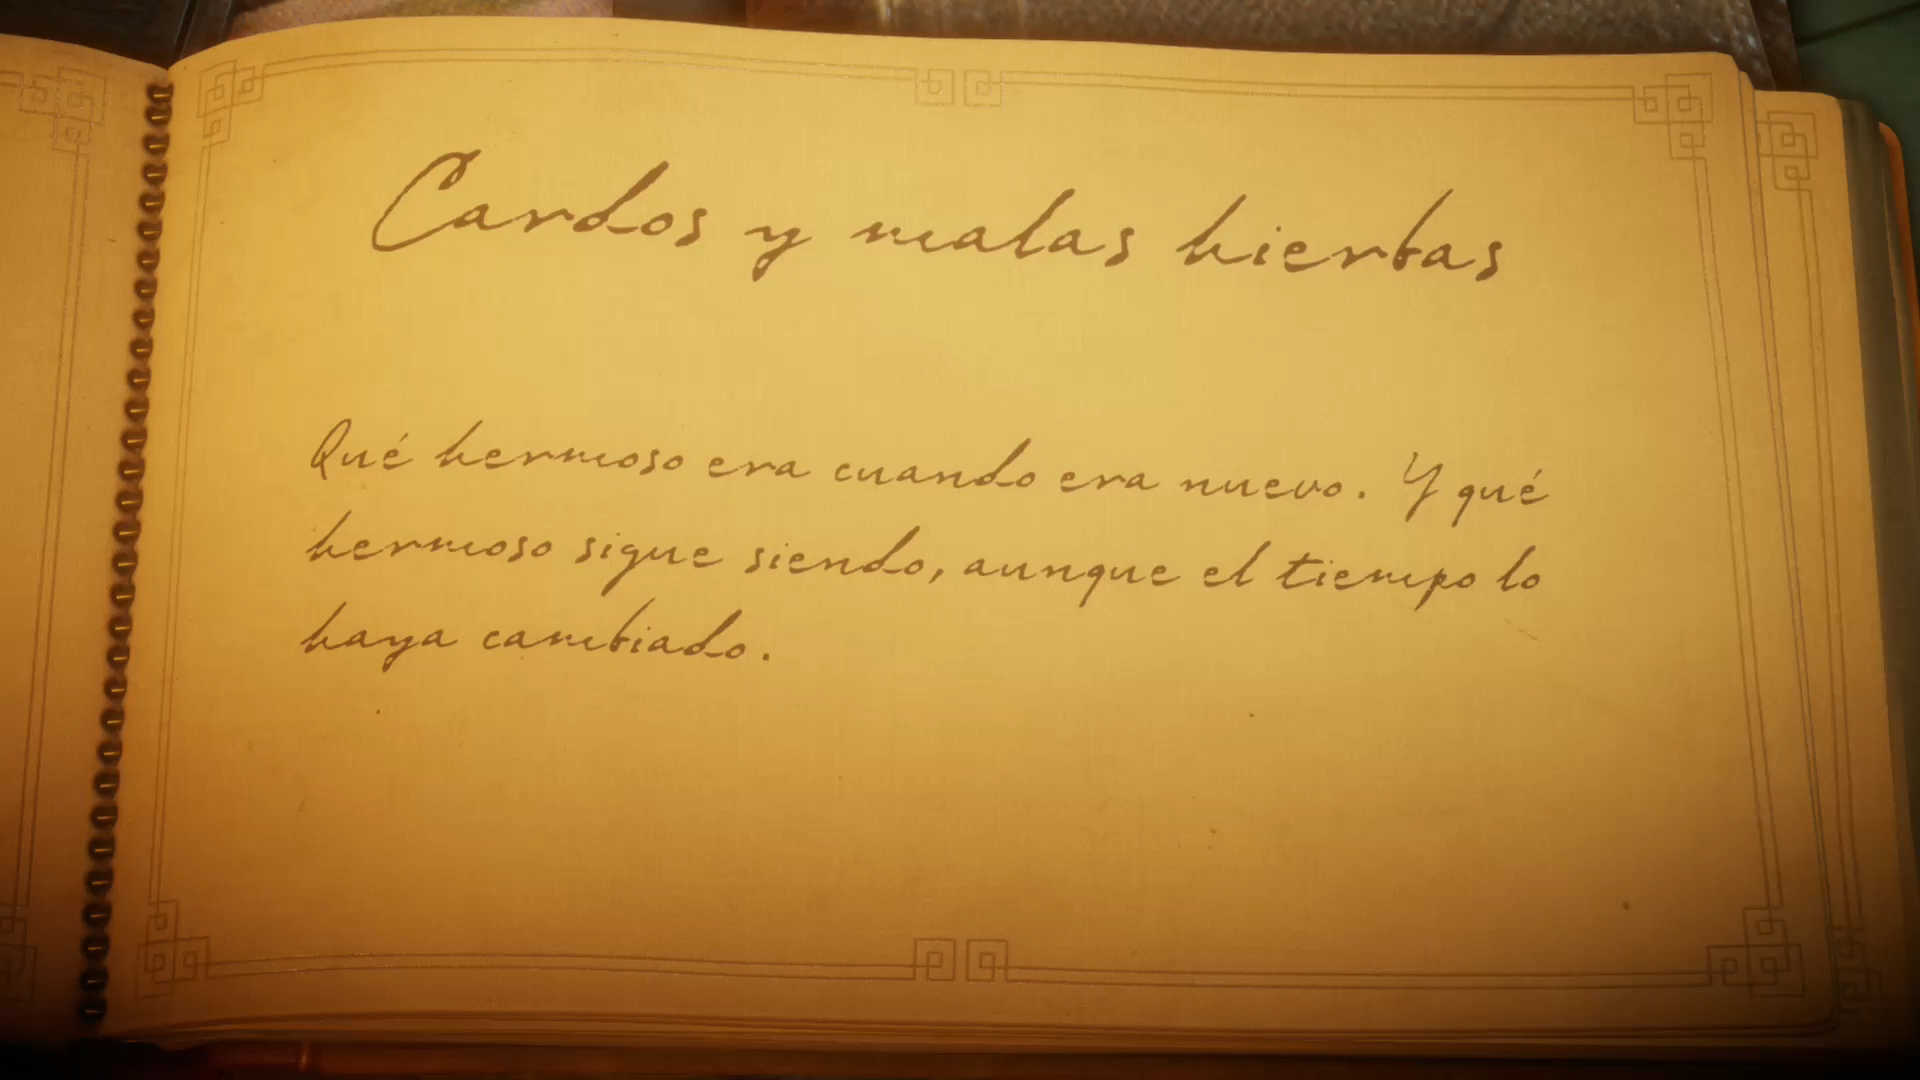 Cardos y malas hierbas
Qué hermoso era cuando era nuevo. Y qué
hermoso sigue siendo, aunque el tiempo lo
haya cambiado.